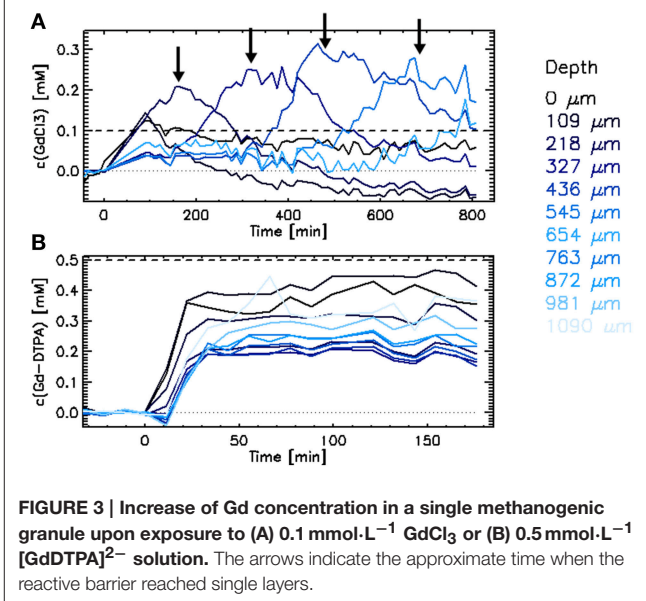 A
c(GdCl3) [mM]
0.3
0.2
0.1
0.0
0 200 400 600 800
Time [min]
B
c(Gd-DTPA) [mM]
0.5
0.4
0.3
0.2
0.1
0.0
0 50 100 150
Time [min]
Depth
0 μm
109 μm
218 μm
327 μm
436 μm
545 μm
654 μm
763 μm
872 μm
981 μm
1090 μm
FIGURE 3 | Increase of Gd concentration in a single methanogenic
granule upon exposure to (A) 0.1 mmol·L⁻¹ GdCl₃ or (B) 0.5 mmol·L⁻¹
[GdDTPA]²⁻ solution. The arrows indicate the approximate time when the
reactive barrier reached single layers.